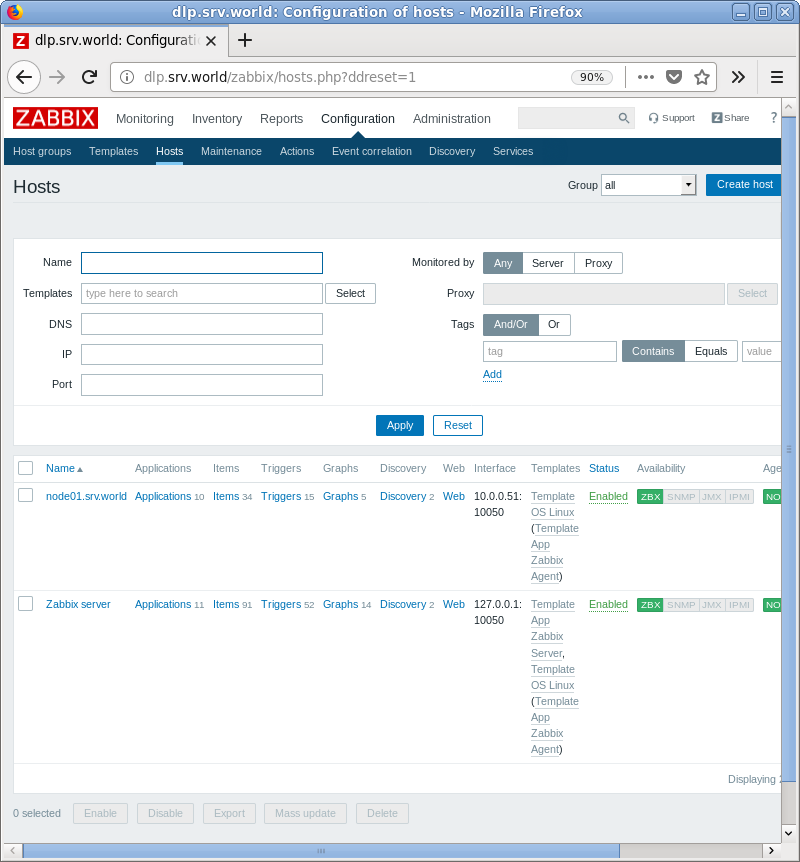 dlp.srv.world: Configuration of hosts - Mozilla Firefox
dlp.srv.world: Configuratio
dlp.srv.world/zabbix/hosts.php?ddreset=1 90%
ZABBIX Monitoring Inventory Reports Configuration Administration Support Z Share ?
Host groups Templates Hosts Maintenance Actions Event correlation Discovery Services
Hosts Group all Create host
Name Monitored by Any Server Proxy
Templates type here to search Select Proxy Select
DNS Tags And/Or Or
IP tag Contains Equals value
Port Add
Apply Reset
Name Applications Items Triggers Graphs Discovery Web Interface Templates Status Availability Age
node01.srv.world Applications 10 Items 34 Triggers 15 Graphs 5 Discovery 2 Web 10.0.0.51: Template Enabled ZBX SNMP JMX IPMI NO
10050 OS Linux
(Template
App
Zabbix
Agent)
Zabbix server Applications 11 Items 91 Triggers 52 Graphs 14 Discovery 2 Web 127.0.0.1: Template Enabled ZBX SNMP JMX IPMI NO
10050 App
Zabbix
Server,
Template
OS Linux
(Template
App
Zabbix
Agent)
Displaying
0 selected Enable Disable Export Mass update Delete